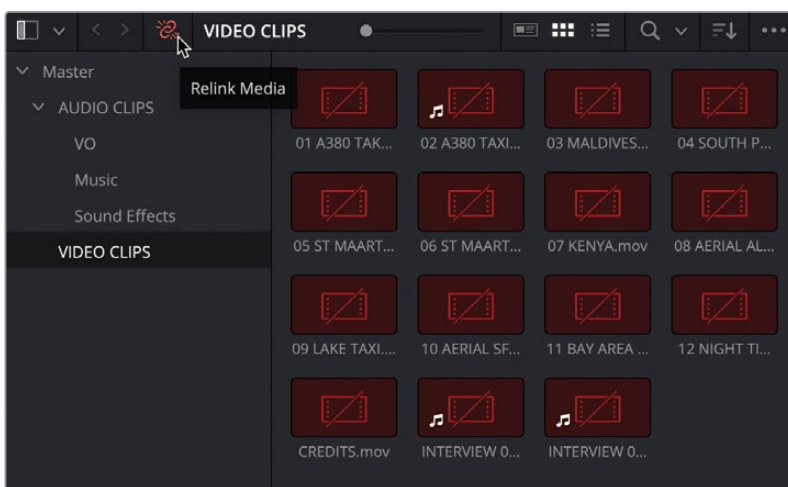 VIDEO CLIPS
Relink Media
Master
AUDIO CLIPS
VO
Music
Sound Effects
VIDEO CLIPS
01 A380 TAK...
02 A380 TAXI...
03 MALDIVES...
04 SOUTH P...
05 ST MAART...
06 ST MAART...
07 KENYA.mov
08 AERIAL AL...
09 LAKE TAXI....
10 AERIAL SF...
11 BAY AREA ...
12 NIGHT TI...
CREDITS.mov
INTERVIEW 0...
INTERVIEW 0...